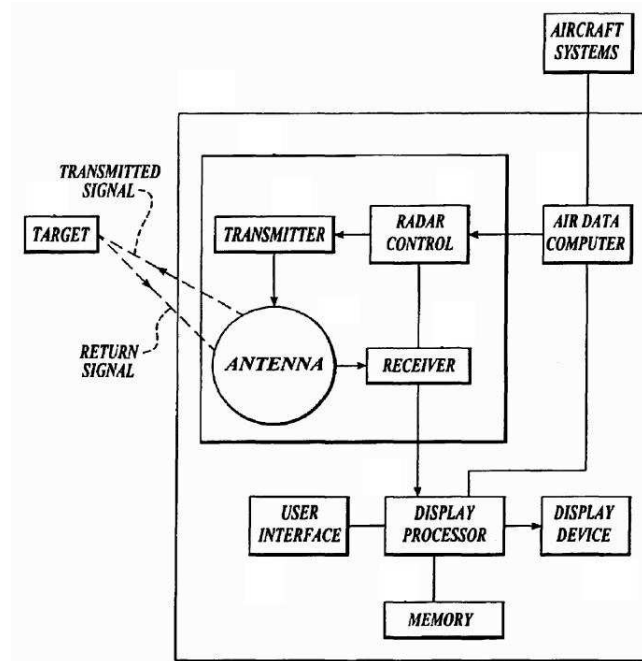 AIRCRAFT
SYSTEMS
TRANSMITTED
SIGNAL
TARGET
TRANSMITTER
RADAR
CONTROL
AIR DATA
COMPUTER
RETURN
SIGNAL
ANTENNA
RECEIVER
USER
INTERFACE
DISPLAY
PROCESSOR
DISPLAY
DEVICE
MEMORY